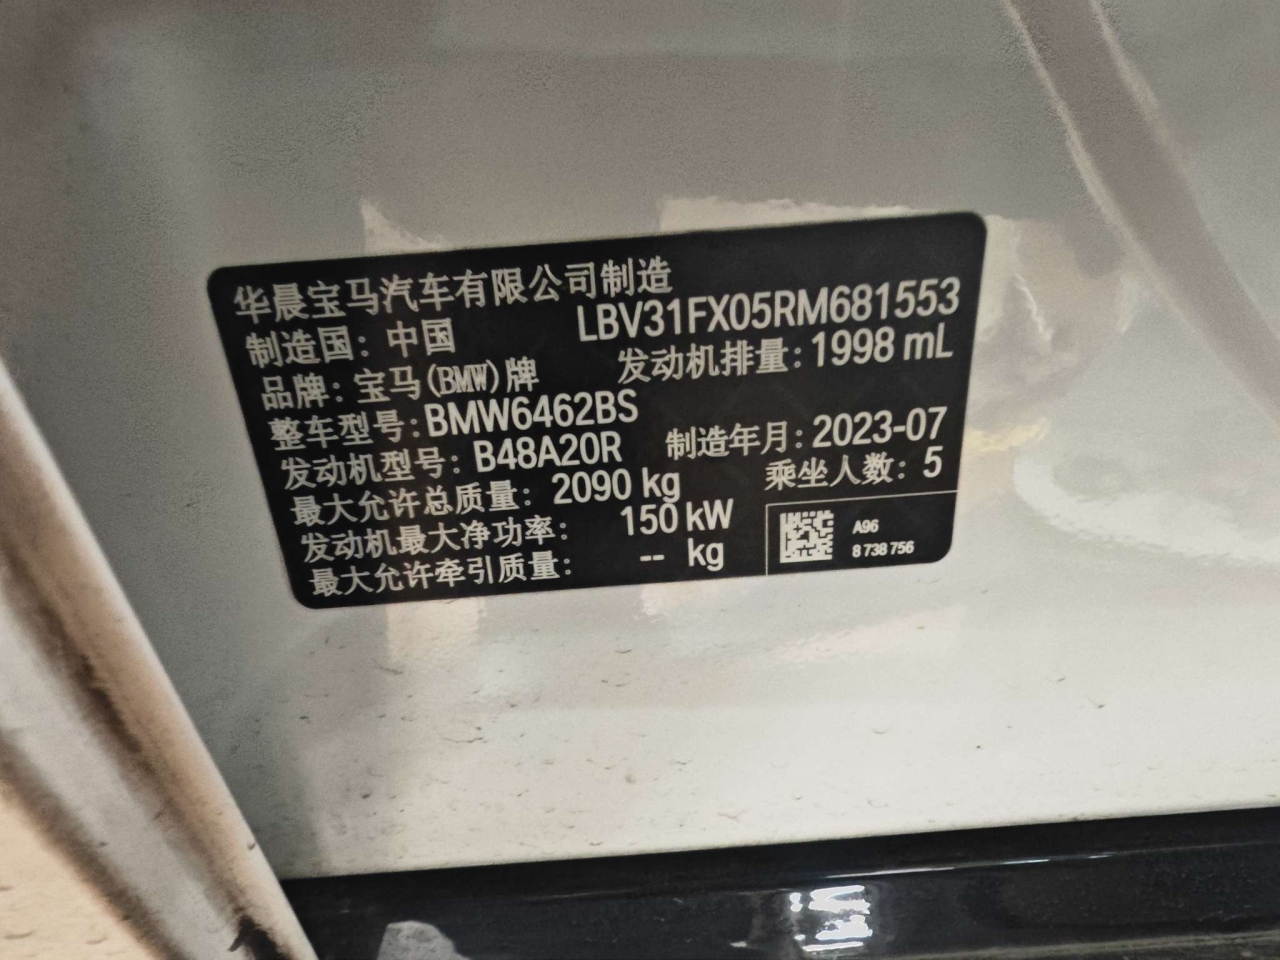 华晨宝马汽车有限公司制造
制造国：中国 LBV31FX05RM681553
品牌：宝马(BMW)牌 发动机排量：1998 mL
整车型号：BMW6462BS
发动机型号：B48A20R 制造年月：2023-07
最大允许总质量：2090 kg 乘坐人数：5
发动机最大净功率：150 kW
最大允许牵引质量：-- kg
A96
8 738 756